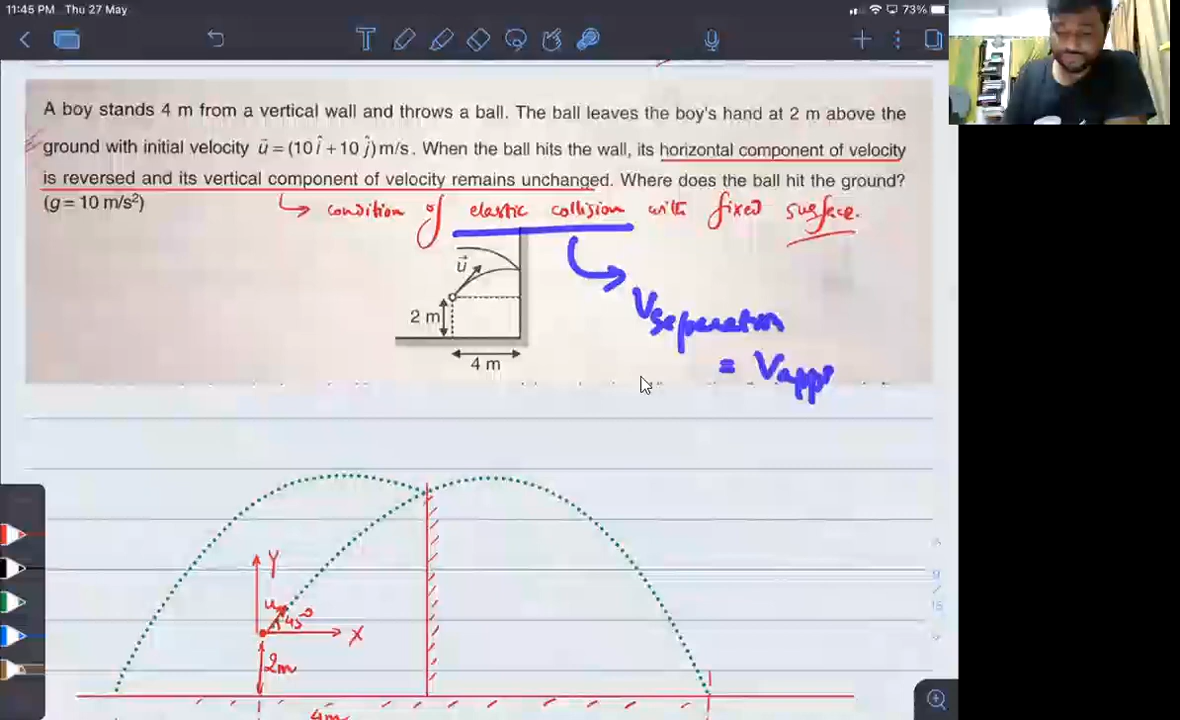 11:45 PM Thu 27 May
73%
A boy stands 4 m from a vertical wall and throws a ball. The ball leaves the boy's hand at 2 m above the
ground with initial velocity u⃗ = (10 î + 10 ĵ) m/s. When the ball hits the wall, its horizontal component of velocity
is reversed and its vertical component of velocity remains unchanged. Where does the ball hit the ground?
(g = 10 m/s²)
condition of elastic collision with fixed surface.
u⃗
2 m
4 m
Vseparation
= Vappr
Y
u
45°
X
2m
4m